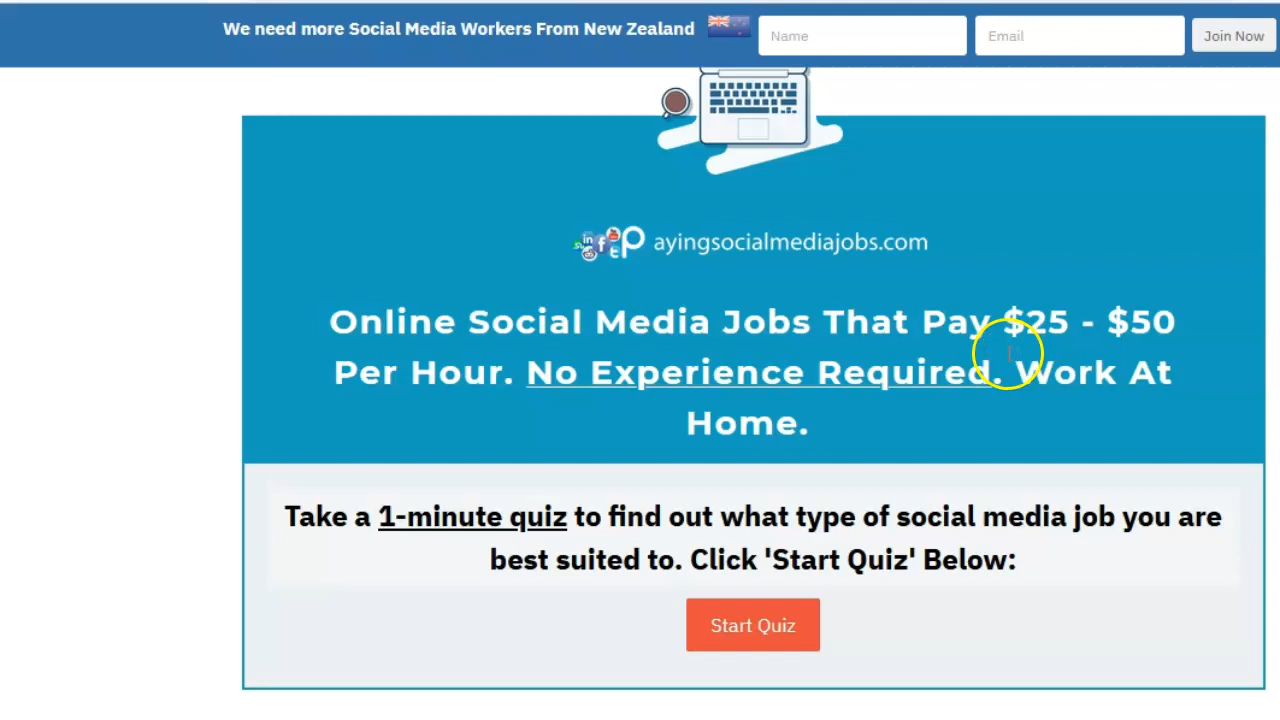 We need more Social Media Workers From New Zealand
Name
Email
Join Now
payingsocialmediajobs.com
Online Social Media Jobs That Pay $25 - $50
Per Hour. No Experience Required. Work At
Home.
Take a 1-minute quiz to find out what type of social media job you are
best suited to. Click 'Start Quiz' Below:
Start Quiz